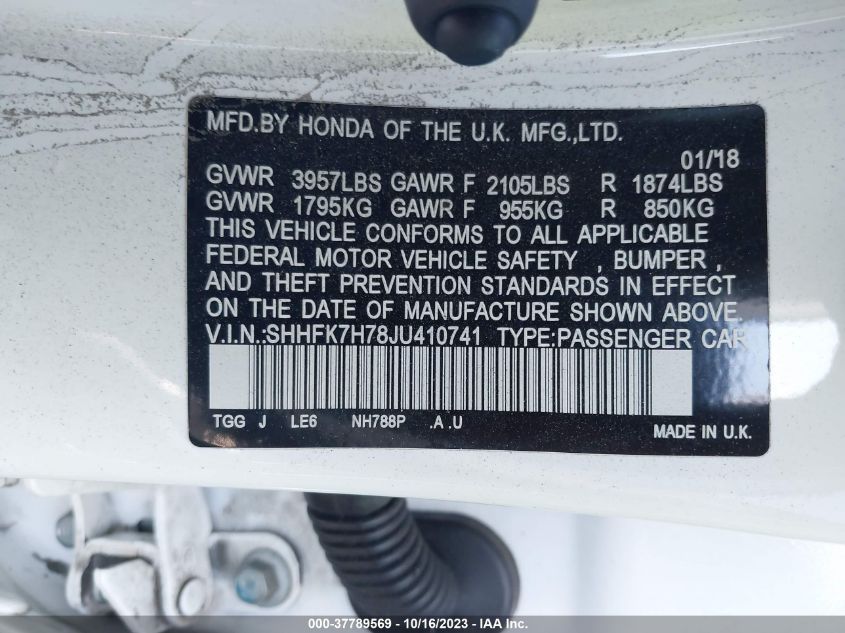 MFD.BY HONDA OF THE U.K. MFG.,LTD.
01/'18
GVWR 3957LBS GAWR F 2105LBS R 1874LBS
GVWR 1795KG GAWR F 955KG R 850KG
THIS VEHICLE CONFORMS TO ALL APPLICABLE
FEDERAL MOTOR VEHICLE SAFETY , BUMPER ,
AND THEFT PREVENTION STANDARDS IN EFFECT
ON THE DATE OF MANUFACTURE SHOWN ABOVE.
V.I.N.:SHHFK7H78JU410741 TYPE:PASSENGER CAR
TGG J LE6 NH788P .A .U
MADE IN U.K.
000-37789569 | 10/16/2023 - IAA Inc.